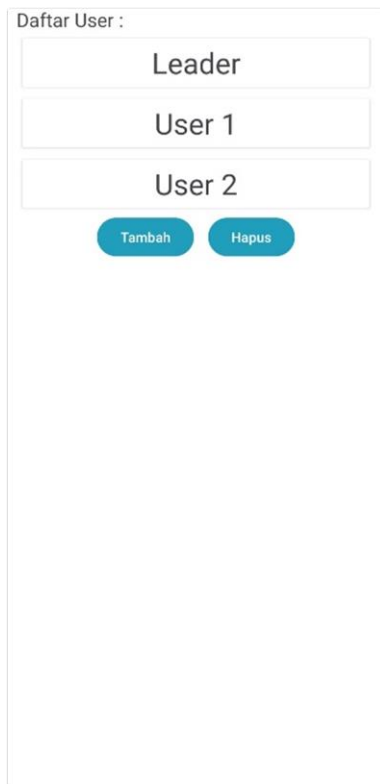 Daftar User :
Leader
User 1
User 2
Tambah Hapus